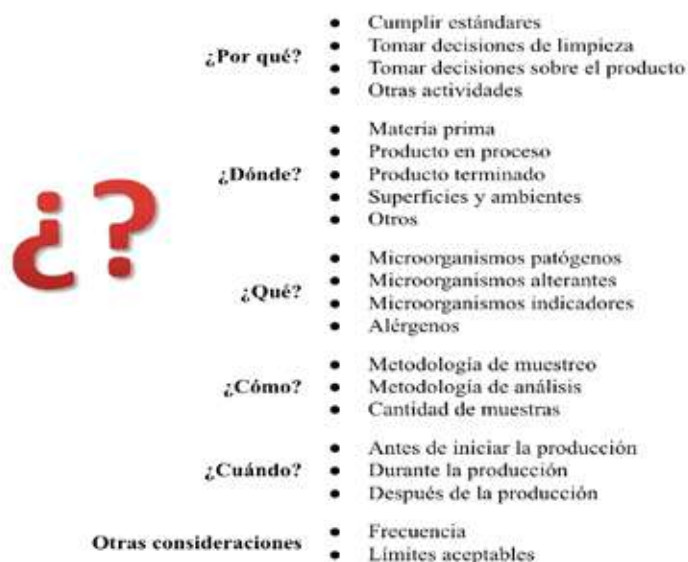 ¿?
¿Por qué?
• Cumplir estándares
• Tomar decisiones de limpieza
• Tomar decisiones sobre el producto
• Otras actividades
¿Dónde?
• Materia prima
• Producto en proceso
• Producto terminado
• Superficies y ambientes
• Otros
¿Qué?
• Microorganismos patógenos
• Microorganismos alterantes
• Microorganismos indicadores
• Alérgenos
¿Cómo?
• Metodología de muestreo
• Metodología de análisis
• Cantidad de muestras
¿Cuándo?
• Antes de iniciar la producción
• Durante la producción
• Después de la producción
Otras consideraciones
• Frecuencia
• Límites aceptables